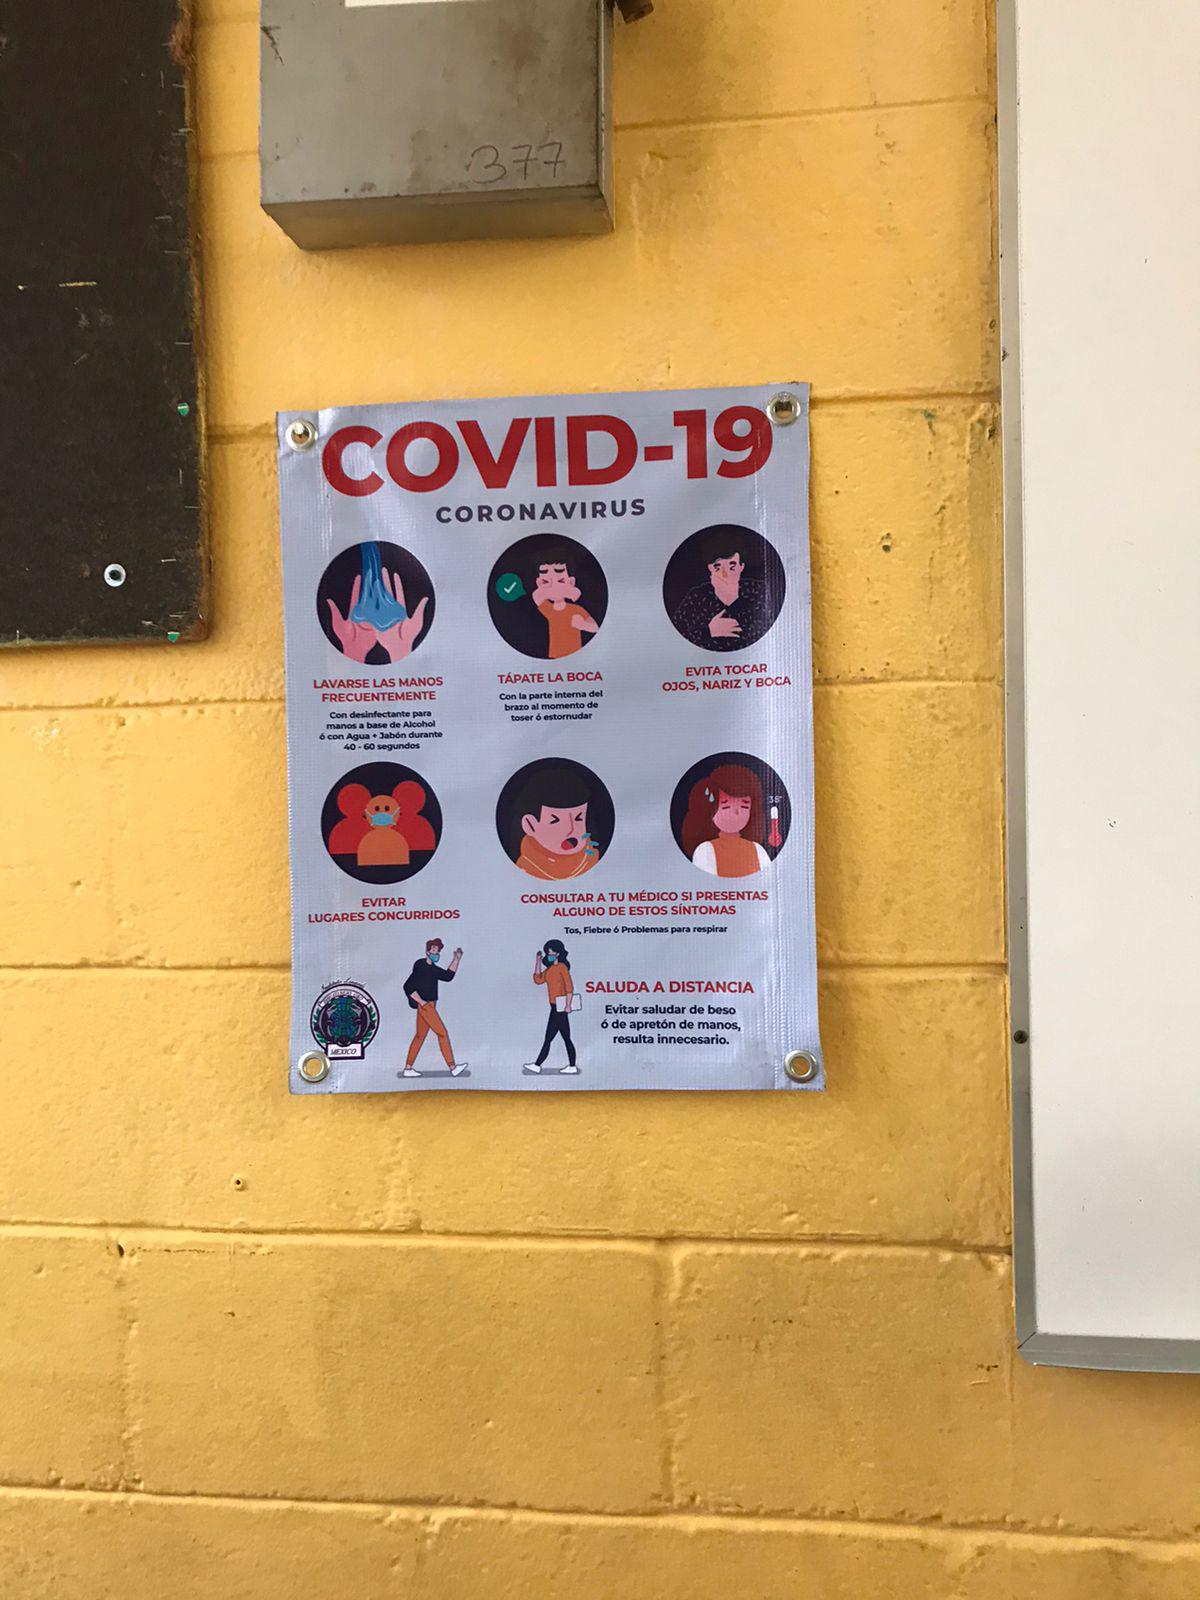 377
COVID-19
CORONAVIRUS
LAVARSE LAS MANOS
FRECUENTEMENTE
Con desinfectante para
manos a base de Alcohol
ó con Agua + Jabón durante
40 - 60 segundos
TÁPATE LA BOCA
Con la parte interna del
brazo al momento de
toser ó estornudar
EVITA TOCAR
OJOS, NARIZ Y BOCA
38°
EVITAR
LUGARES CONCURRIDOS
CONSULTAR A TU MÉDICO SI PRESENTAS
ALGUNO DE ESTOS SÍNTOMAS
Tos, Fiebre ó Problemas para respirar
SALUDA A DISTANCIA
Evitar saludar de beso
ó de apretón de manos,
resulta innecesario.
MEXICO